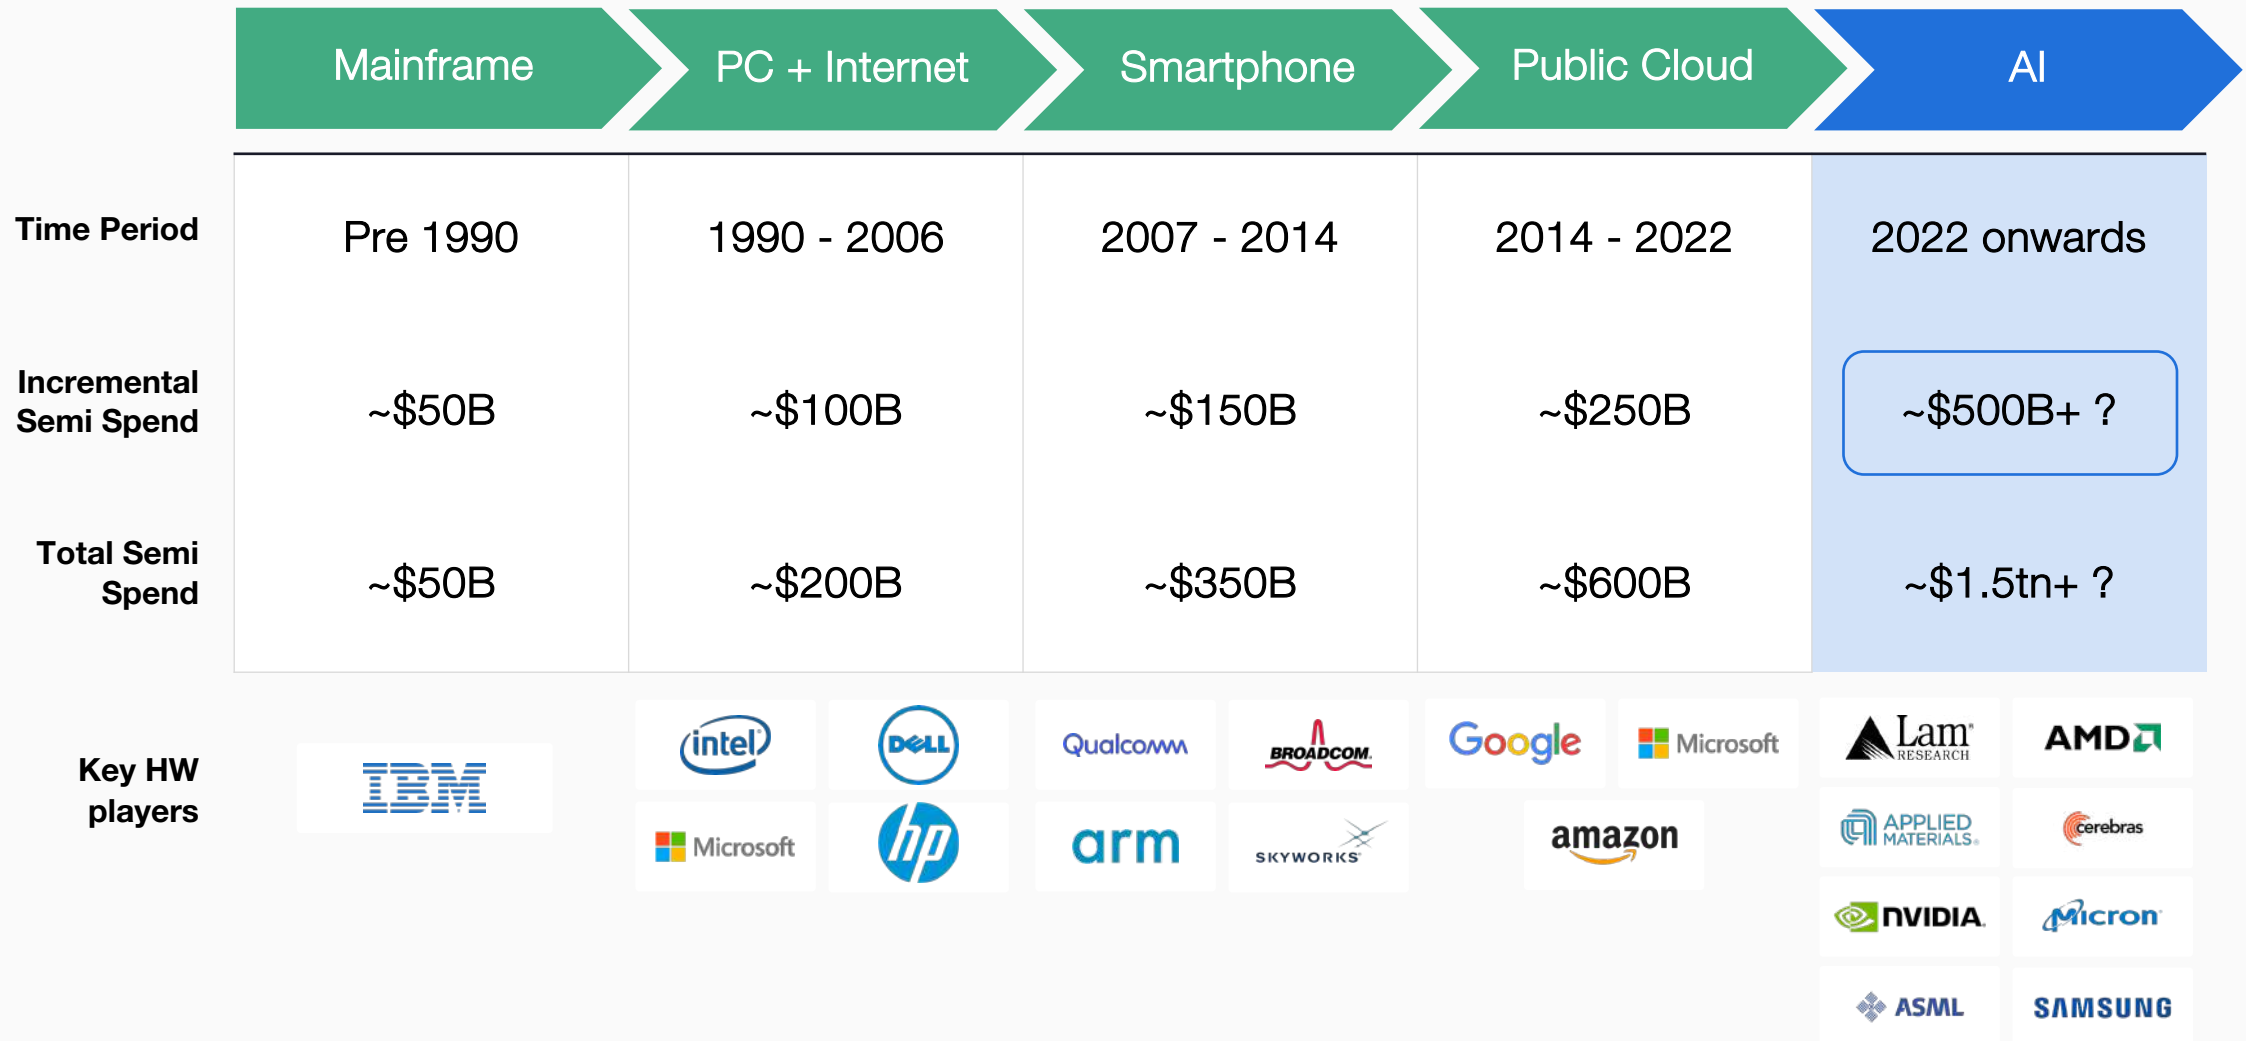 Mainframe
PC + Internet
Smartphone
Public Cloud
AI
Time Period
Pre 1990
1990 - 2006
2007 - 2014
2014 - 2022
2022 onwards
Incremental
Semi Spend
~$50B
~$100B
~$150B
~$250B
~$500B+ ?
Total Semi
Spend
~$50B
~$200B
~$350B
~$600B
~$1.5tn+ ?
Key HW
players
IBM
intel
DELL
Microsoft
hp
Qualcomm
BROADCOM
arm
SKYWORKS
Google
Microsoft
amazon
Lam
RESEARCH
AMD
APPLIED
MATERIALS
cerebras
NVIDIA
Micron
ASML
SAMSUNG